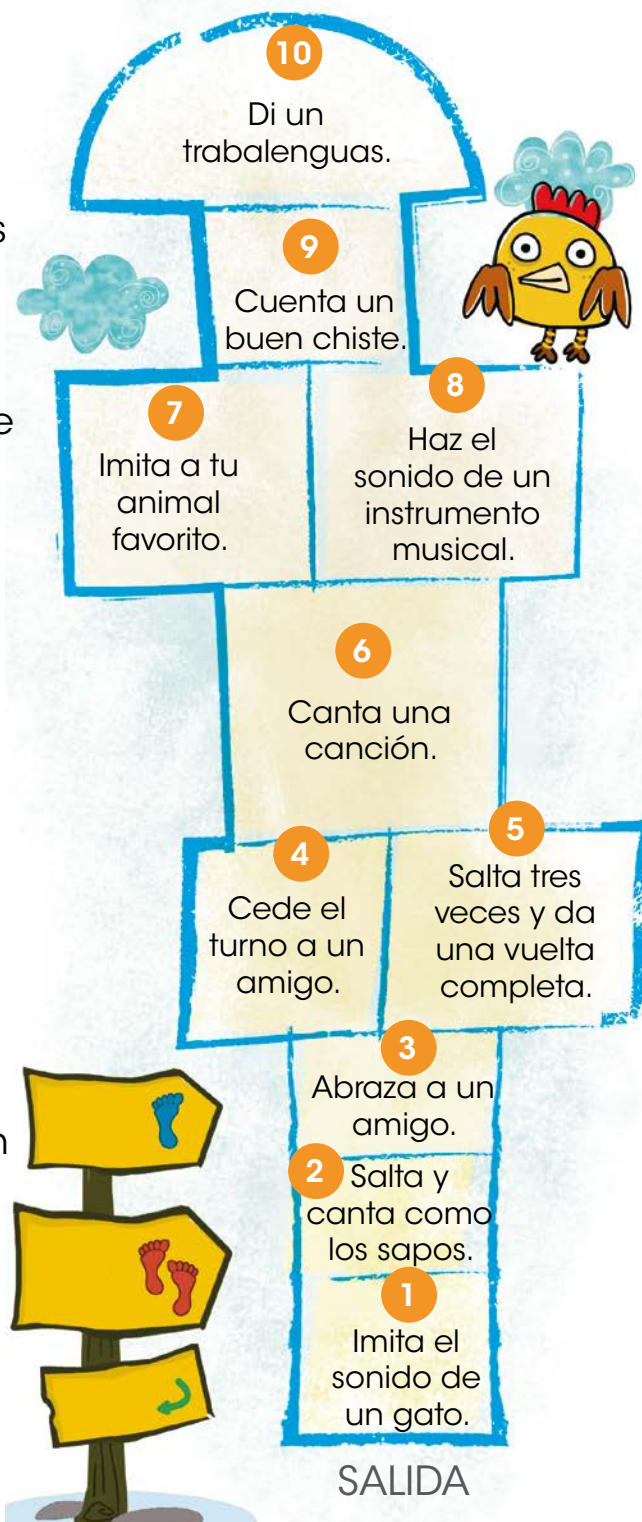 10
Di un
trabalenguas.
s
9
Cuenta un
buen chiste.
e
7
Imita a tu
animal
favorito.
8
Haz el
sonido de un
instrumento
musical.
6
Canta una
canción.
4
Cede el
turno a un
amigo.
5
Salta tres
veces y da
una vuelta
completa.
3
Abraza a un
amigo.
n
2
Salta y
canta como
los sapos.
1
Imita el
sonido de
un gato.
SALIDA